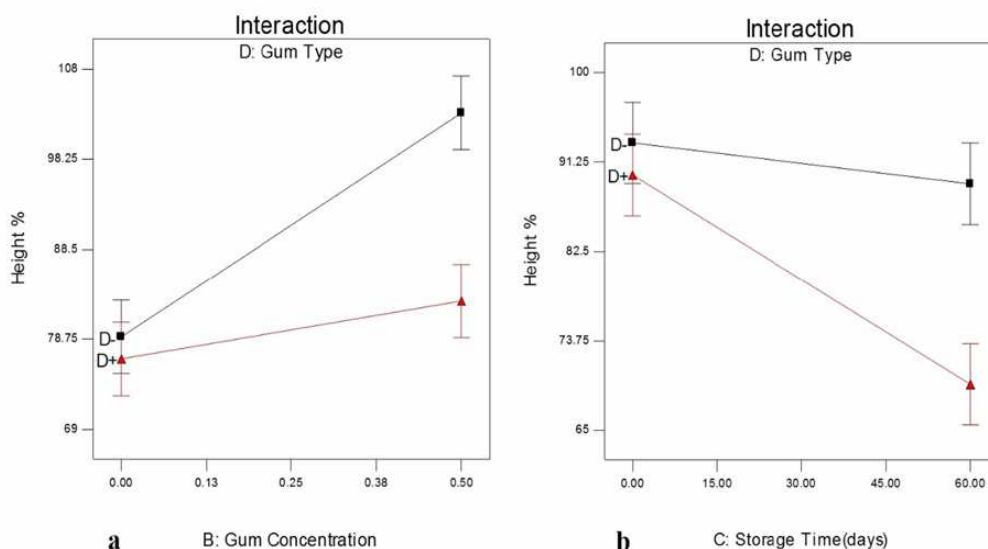 Interaction
D: Gum Type
108
98.25
88.5
78.75
69
Height %
D-
D+
0.00 0.13 0.25 0.38 0.50
a B: Gum Concentration
Interaction
D: Gum Type
100
91.25
82.5
73.75
65
Height %
D-
D+
0.00 15.00 30.00 45.00 60.00
b C: Storage Time(days)